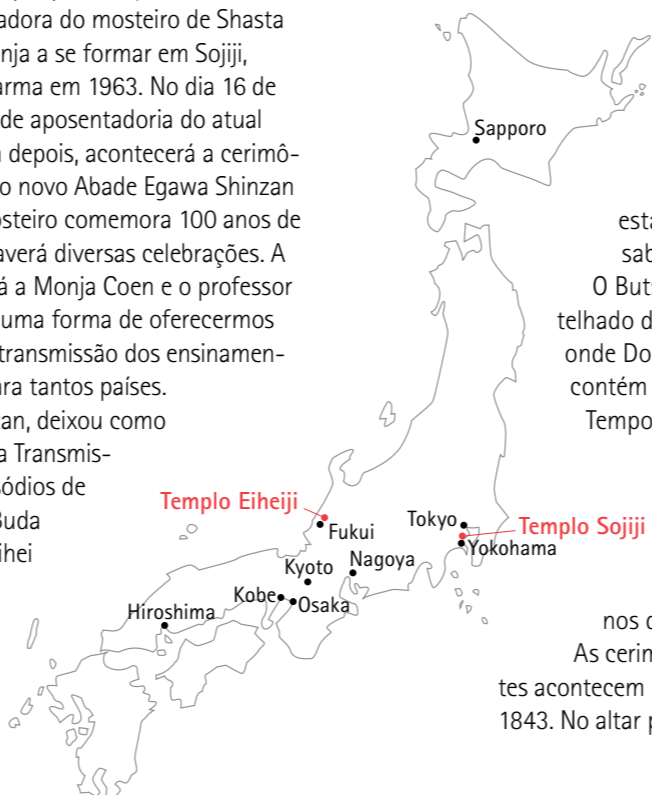 adora do mosteiro de Shasta
nja a se formar em Sojiji,
arma em 1963. No dia 16 de
de aposentadoria do atual
depois, acontecerá a cerimô-
o novo Abade Egawa Shinzan
osteiro comemora 100 anos de
averá diversas celebrações. A
á a Monja Coen e o professor
uma forma de oferecermos
transmissão dos ensinamen-
ara tantos países.
tan, deixou como
a Transmis-
sódios de
Buda
ihei
Sapporo
Templo Eiheiji
Fukui
Tokyo
Templo Sojiji
Yokohama
Kyoto
Nagoya
Kobe
Osaka
Hiroshima
esta
sab
O Buts
telhado d
onde Do
contém
Tempo
nos d
As cerim
tes acontecem
1843. No altar p